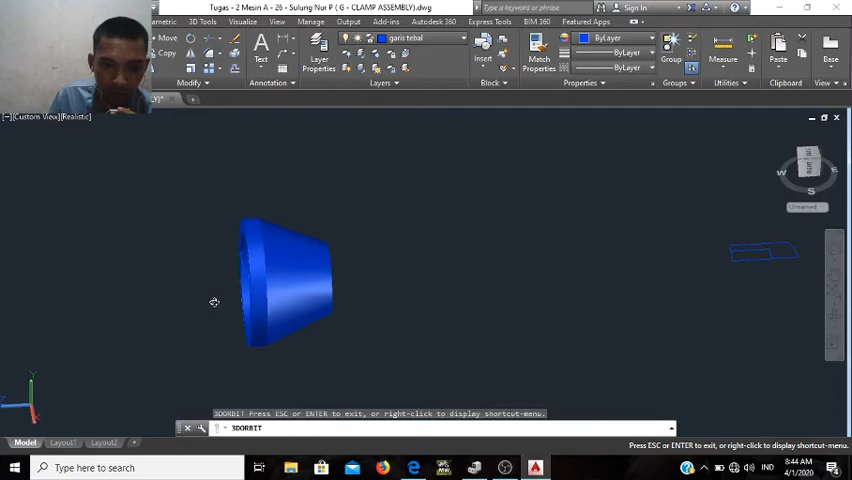 Tugas - 2 Mesin A - 26 - Sulung Nur P ( G - CLAMP ASSEMBLY).dwg
Type a keyword or phrase
Sign In
3D Tools Visualize Insert Annotate View Manage Output Add-ins Autodesk 360 Express Tools BIM 360 Featured Apps
Copy
Text
Layer
Properties
garis tebal
Insert
Match
Properties
ByLayer
ByLayer
ByLayer
Group
Measure
Paste
Base
Modify
Annotation
Layers
Block
Properties
Groups
Utilities
Clipboard
View
[−][Custom View][Realistic]
W
E
S
Unnamed
Y
X
3DORBIT Press ESC or ENTER to exit, or right-click to display shortcut-menu.
3DORBIT
Model Layout1 Layout2 +
Press ESC or ENTER to exit, or right-click to display shortcut-menu.
Type here to search
IND
8:44 AM
4/1/2020
4